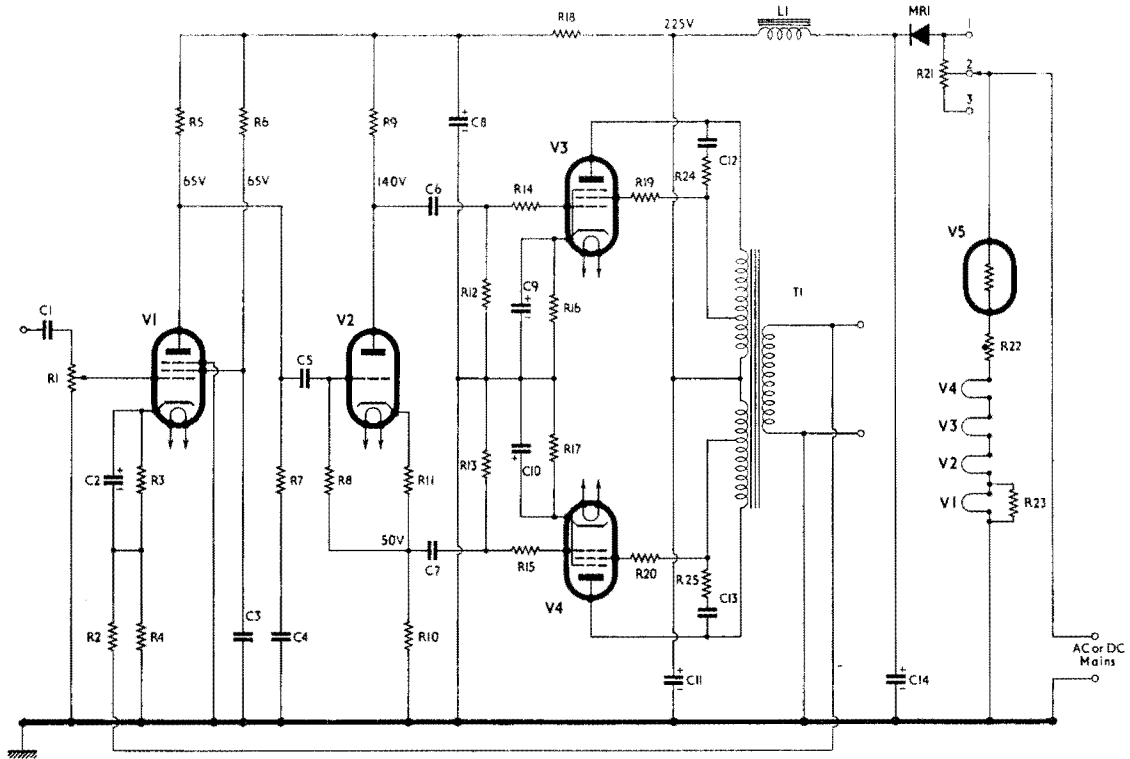 L1
MR1
R18
225V
1
2
R21
3
R5
R6
R9
C8
V3
C12
R24
65V
65V
140V
C6
R14
R19
V5
R12
C9
R16
T1
C1
V1
V2
R22
R1
C5
V4
V3
R17
C2
R3
R7
R8
R11
R13
C10
V2
V1
R23
50V
C7
R15
R20
R25
C13
V4
R2
R4
C3
C4
R10
AC or DC
Mains
C11
C14